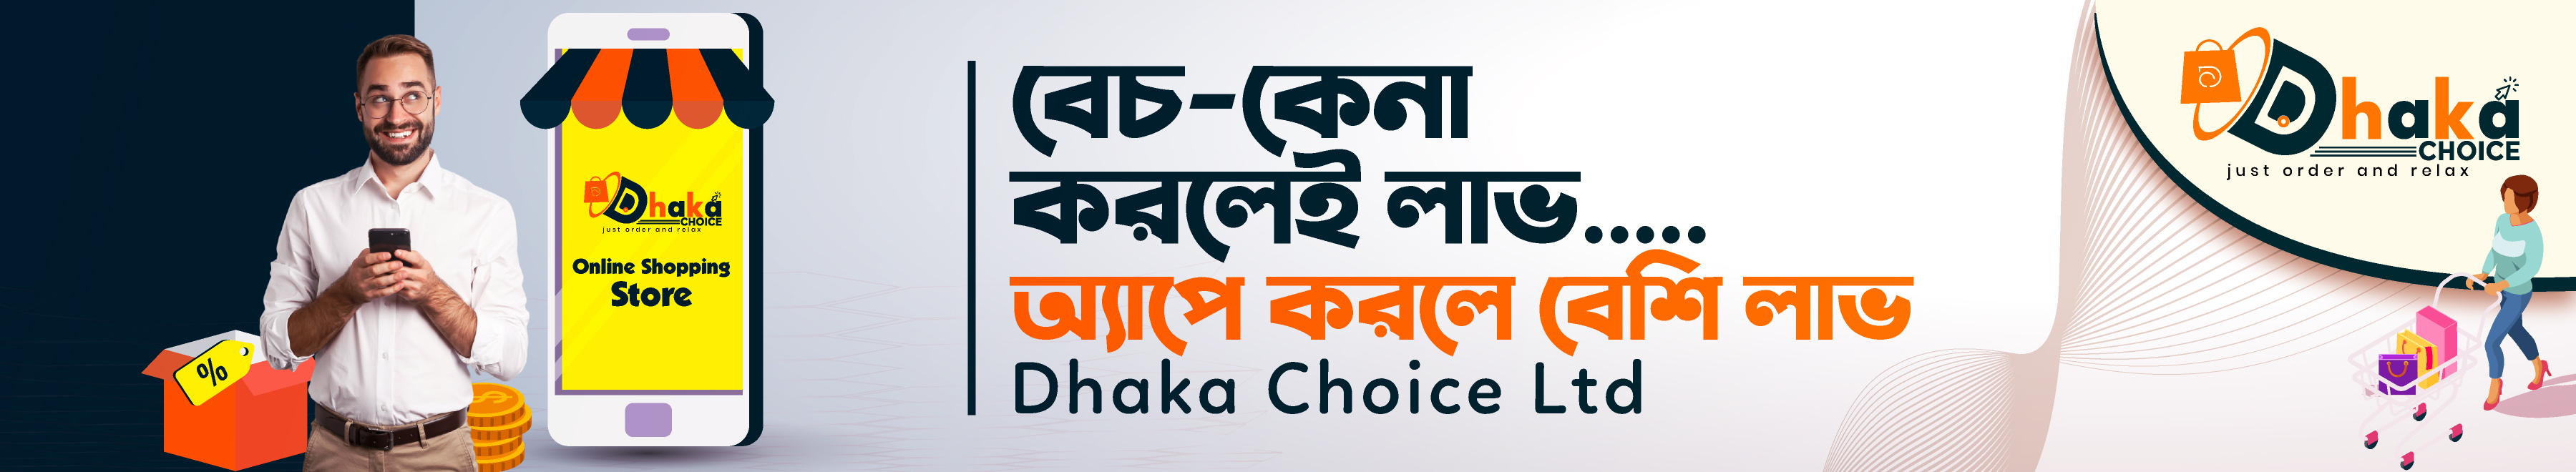 Dhaka
CHOICE
just order and relax
Online Shopping
Store
%
বেচ-কেনা
করলেই লাভ.....
অ্যাপে করলে বেশি লাভ
Dhaka Choice Ltd
Dhaka
CHOICE
just order and relax